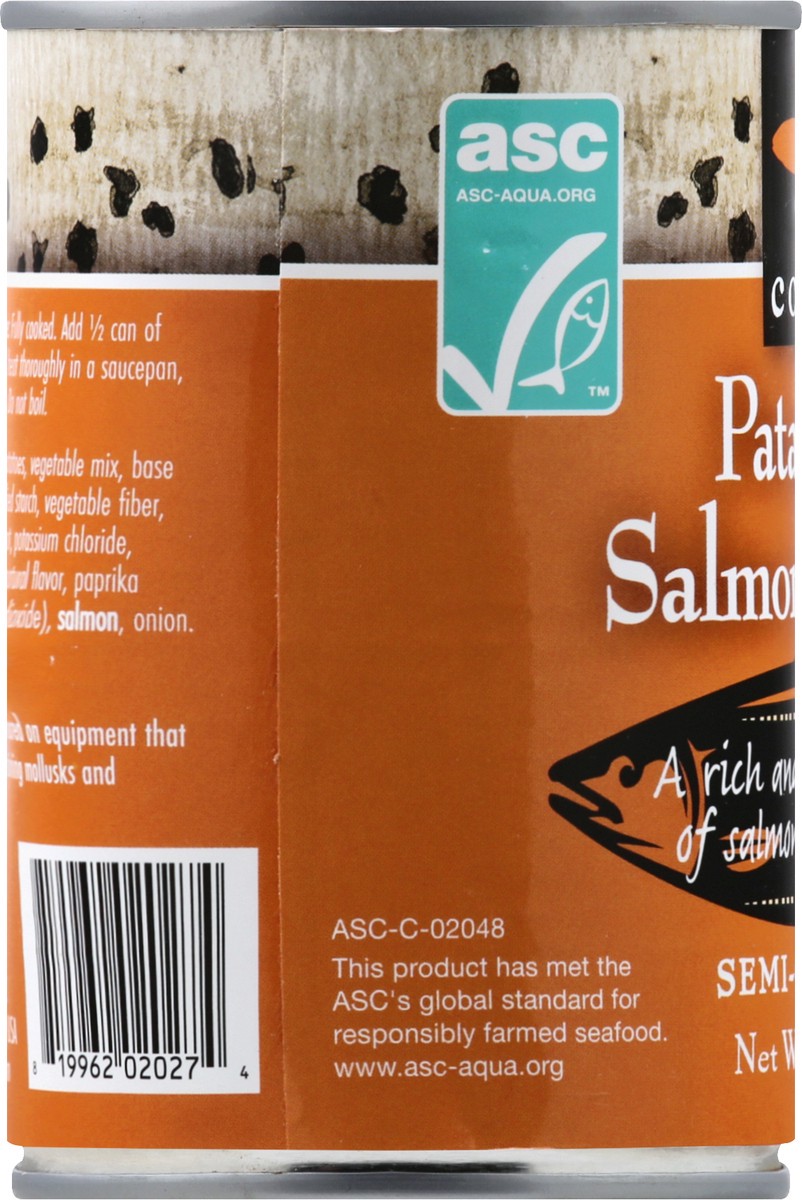 asc
ASC-AQUA.ORG
TM
fully cooked. Add ½ can of
thoroughly in a saucepan,
not boil.
vegetable mix, base
starch, vegetable fiber,
potassium chloride,
flavor, paprika
salmon, onion.
on equipment that
mollusks and
8 19962 02027 4
CO
Pata
Salmon
A rich and
of salmon
SEMI-
Net W
ASC-C-02048
This product has met the
ASC's global standard for
responsibly farmed seafood.
www.asc-aqua.org